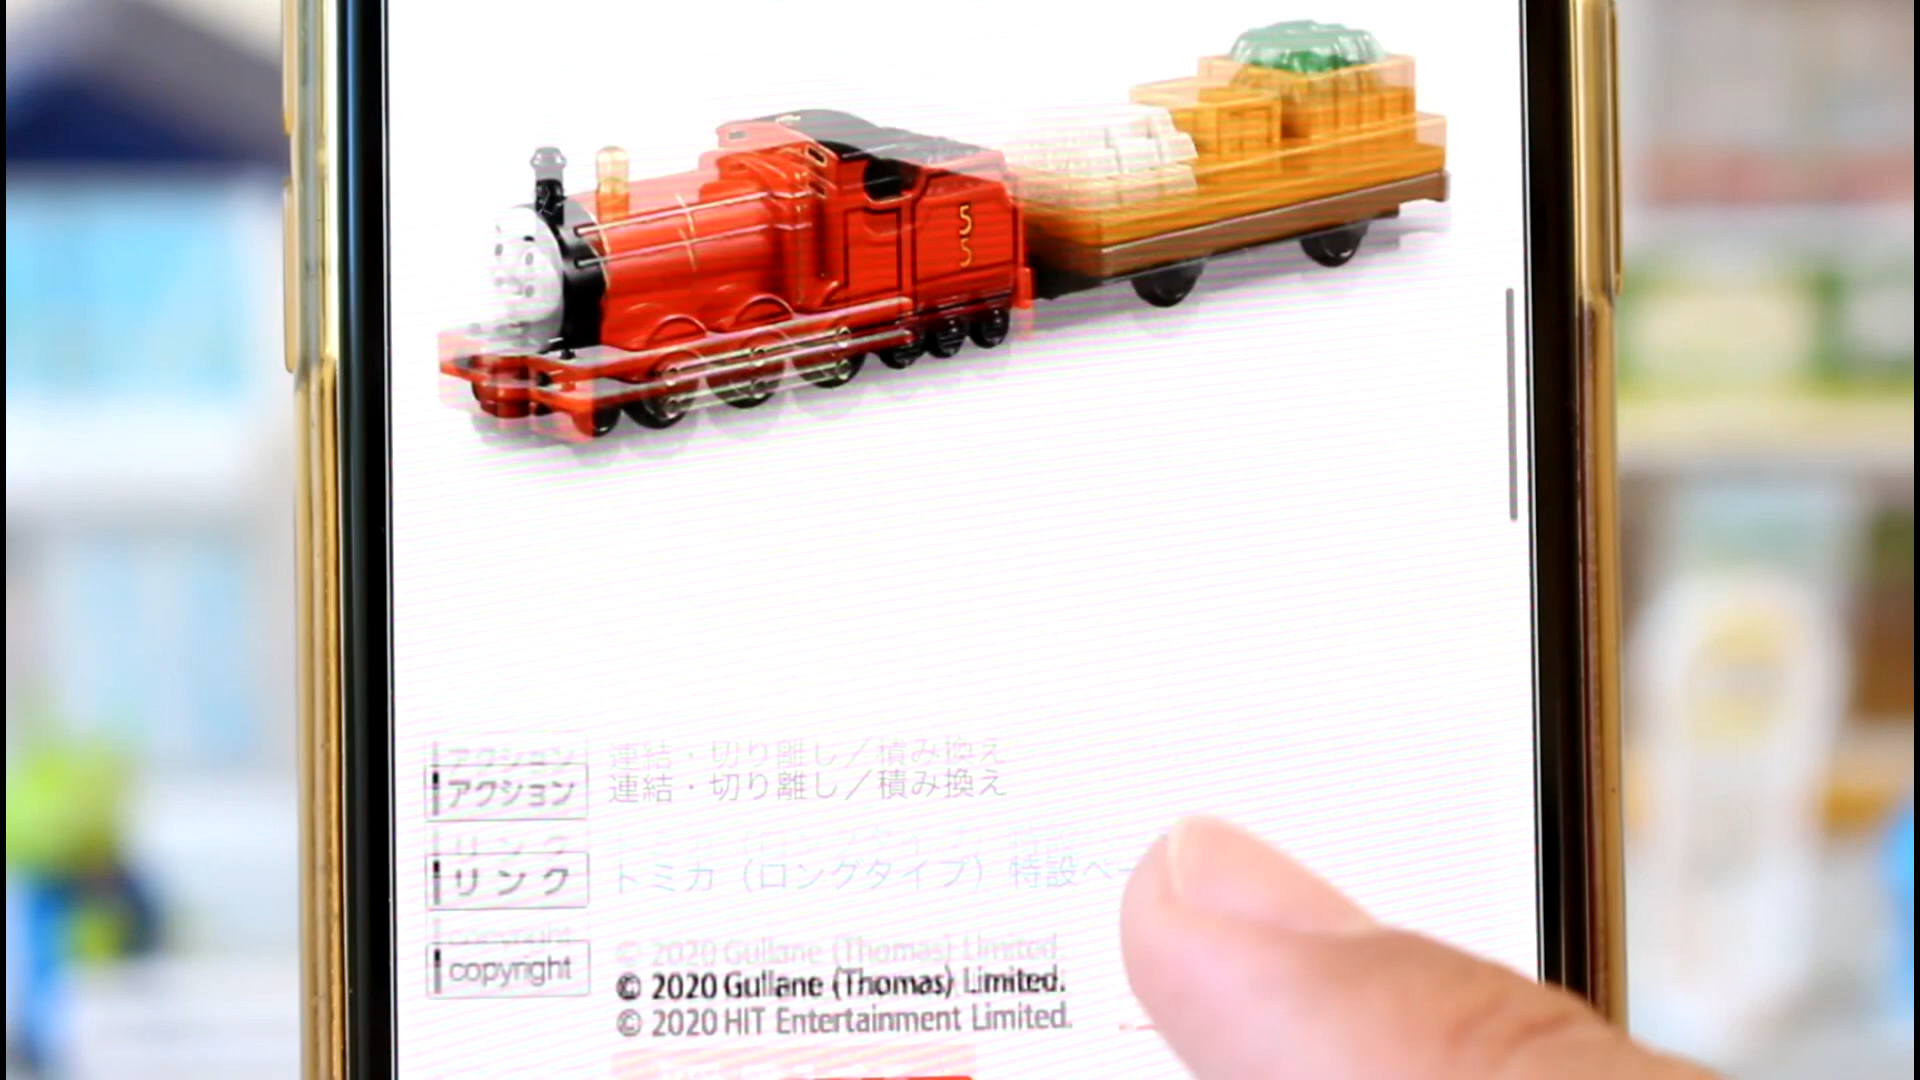 5
アクション 連結・切り離し／積み換え
リンク トミカ（ロングタイプ）特設ペー
copyright © 2020 Gullane (Thomas) Limited.
© 2020 HIT Entertainment Limited.